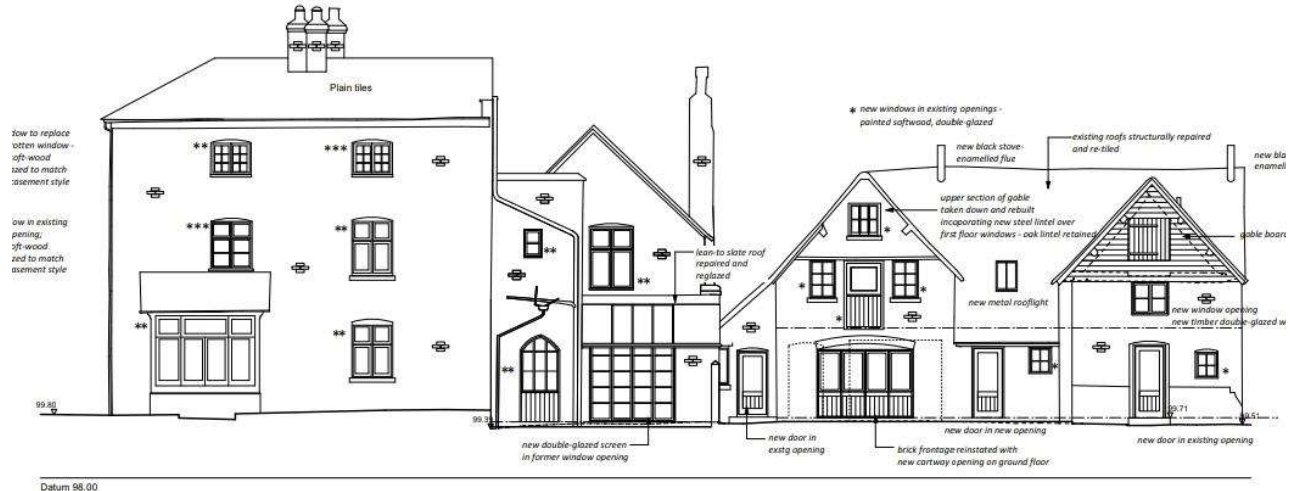 Plain tiles
dow to replace
rotten window -
oft-wood
zed to match
asement style
ow in existing
pening;
oft-wood
zed to match
asement style
**
***
***
**
**
**
**
**
**
* new windows in existing openings -
painted softwood, double-glazed
existing roofs structurally repaired
and re-tiled
new black stove-
enamelled flue
new bla
enamell
upper section of gable
taken down and rebuilt
incoporating new steel lintel over
first floor windows - oak lintel retained
gable board
lean-to slate roof
repaired and
reglazed
*
*
*
*
*
*
new metal rooflight
new window opening
new timber double-glazed w
99.80
99.39
99.71
99.51
new double-glazed screen
in former window opening
new door in
exstg opening
brick frontage reinstated with
new cartway opening on ground floor
new door in new opening
new door in existing opening
Datum 98.00